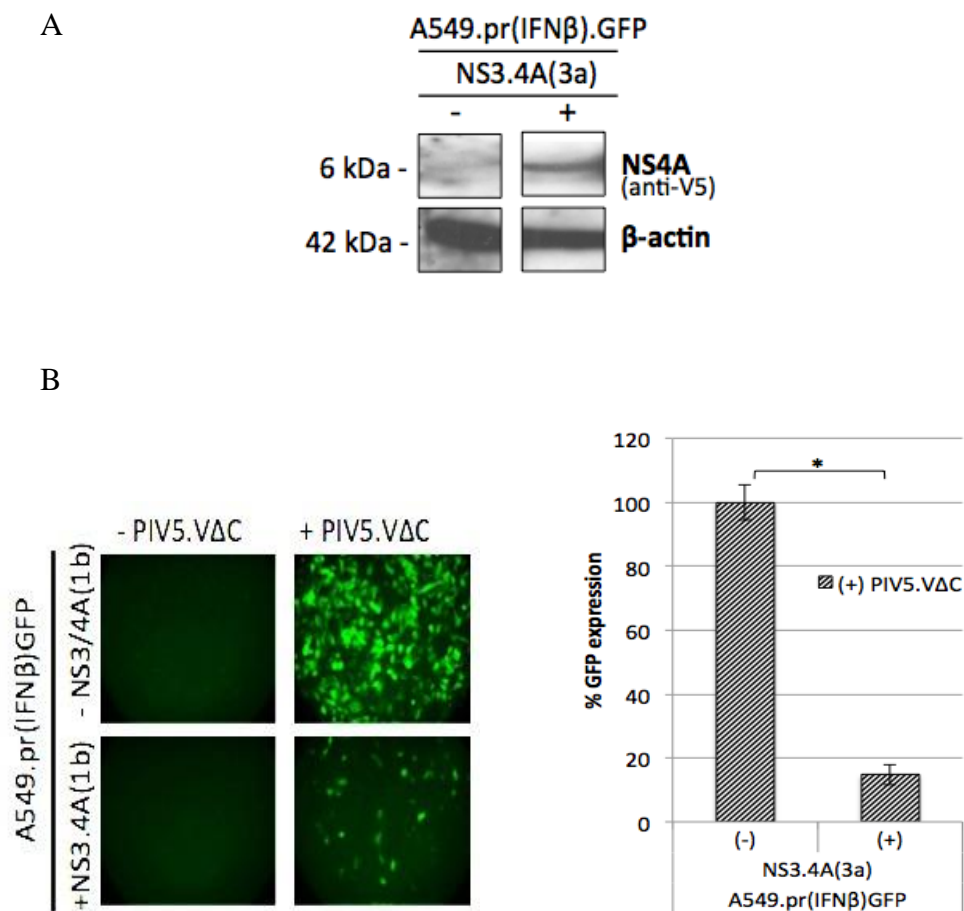 A
A549.pr(IFNβ).GFP
NS3.4A(3a)
- +
6 kDa - NS4A
(anti-V5)
42 kDa - β-actin
B
- PIV5.VΔC + PIV5.VΔC
A549.pr(IFNβ)GFP
- NS3/4A(1b)
+NS3.4A(1b)
% GFP expression
120
100
80
60
40
20
0
*
(+) PIV5.VΔC
(-) (+)
NS3.4A(3a)
A549.pr(IFNβ)GFP